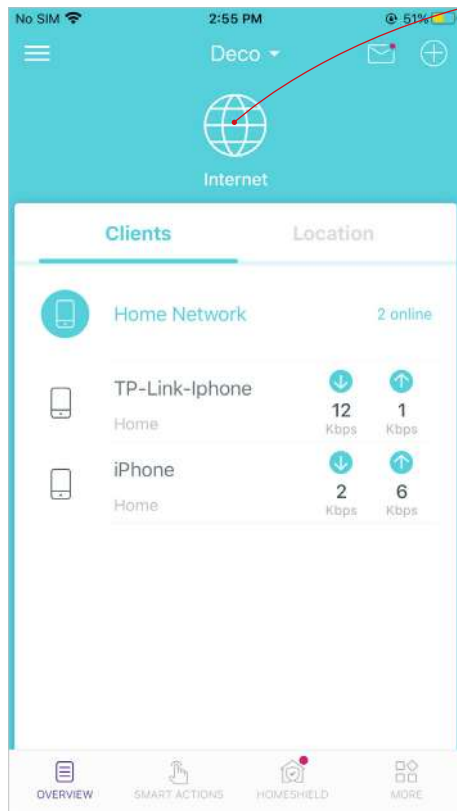 No SIM 2:55 PM 51%
Deco
Internet
Clients Location
Home Network 2 online
TP-Link-Iphone
12 1
Home Kbps Kbps
iPhone
2 6
Home Kbps Kbps
OVERVIEW SMART ACTIONS HOMESHIELD MORE